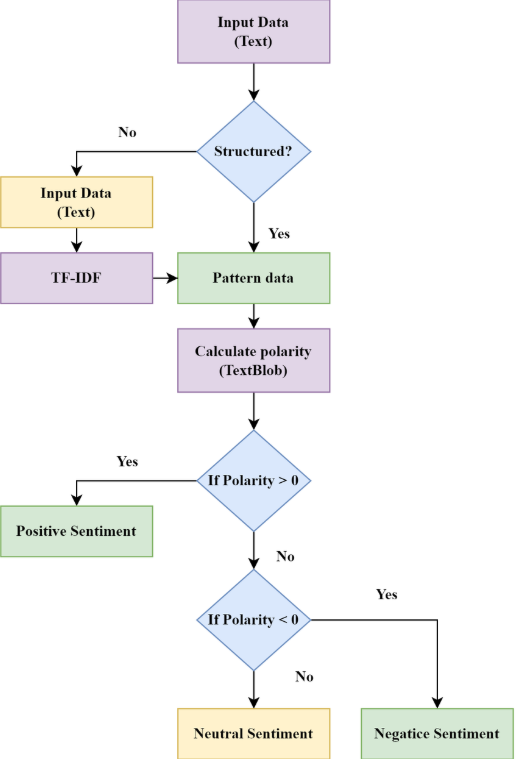 Input Data
(Text)
No
Structured?
Input Data
(Text)
Yes
TF-IDF
Pattern data
Calculate polarity
(TextBlob)
Yes
If Polarity > 0
Positive Sentiment
No
Yes
If Polarity < 0
No
Neutral Sentiment
Negatice Sentiment